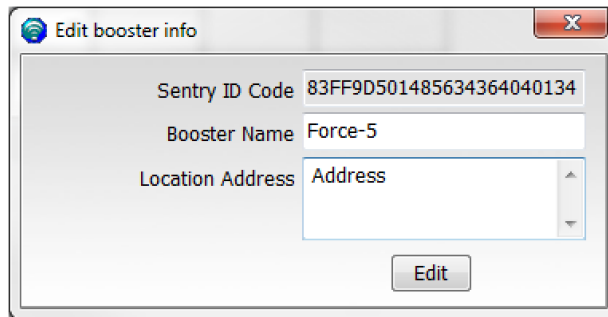 Edit booster info
Sentry ID Code 83FF9D501485634364040134
Booster Name Force-5
Location Address Address
Edit